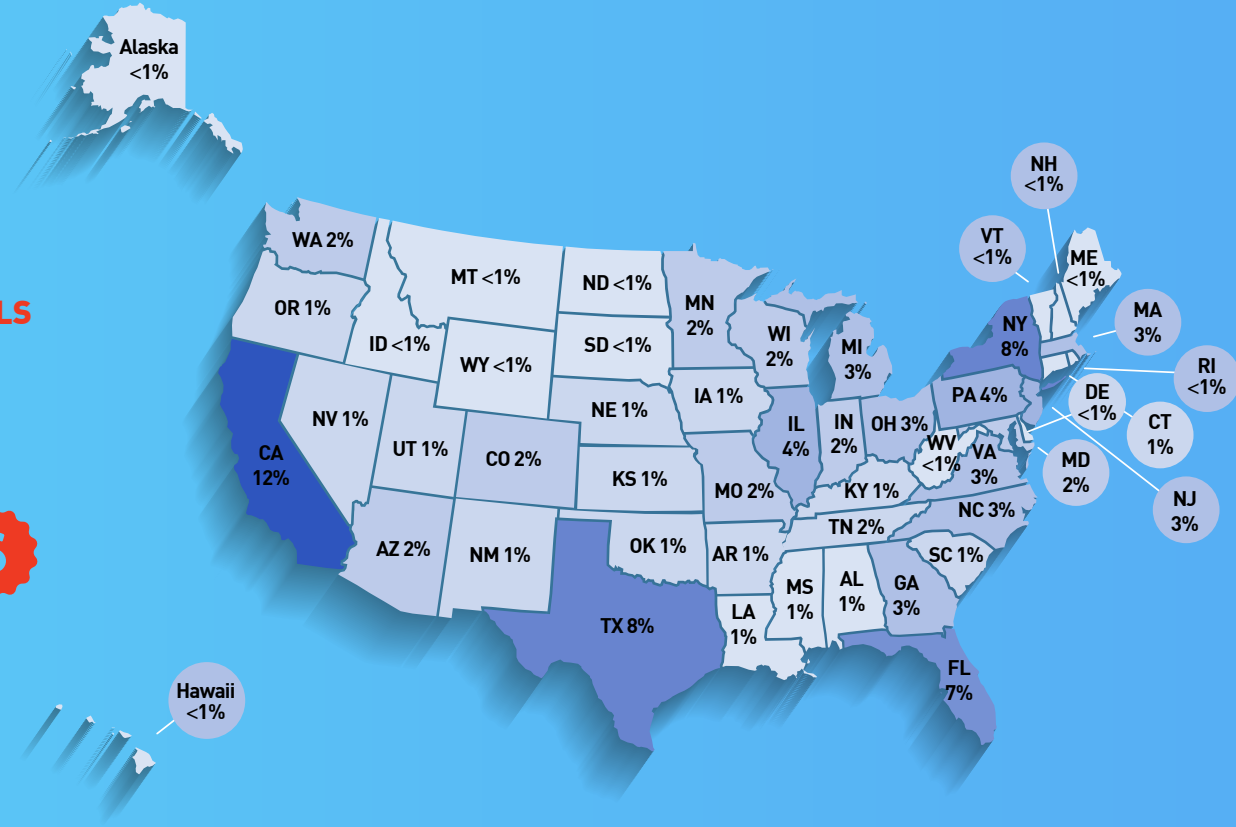 Alaska
<1%
NH
<1%
VT
<1%
ME
<1%
WA 2%
MT <1%
ND <1%
MN
2%
OR 1%
ID <1%
WY <1%
SD <1%
WI
2%
MI
3%
NY
8%
MA
3%
RI
<1%
LS
NV 1%
UT 1%
CO 2%
NE 1%
IA 1%
IL
4%
IN
2%
OH 3%
PA 4%
DE
<1%
CT
1%
CA
12%
KS 1%
MO 2%
KY 1%
WV
<1%
VA
3%
MD
2%
NJ
3%
AZ 2%
NM 1%
OK 1%
AR 1%
TN 2%
NC 3%
SC 1%
TX 8%
LA
1%
MS
1%
AL
1%
GA
3%
FL
7%
Hawaii
<1%